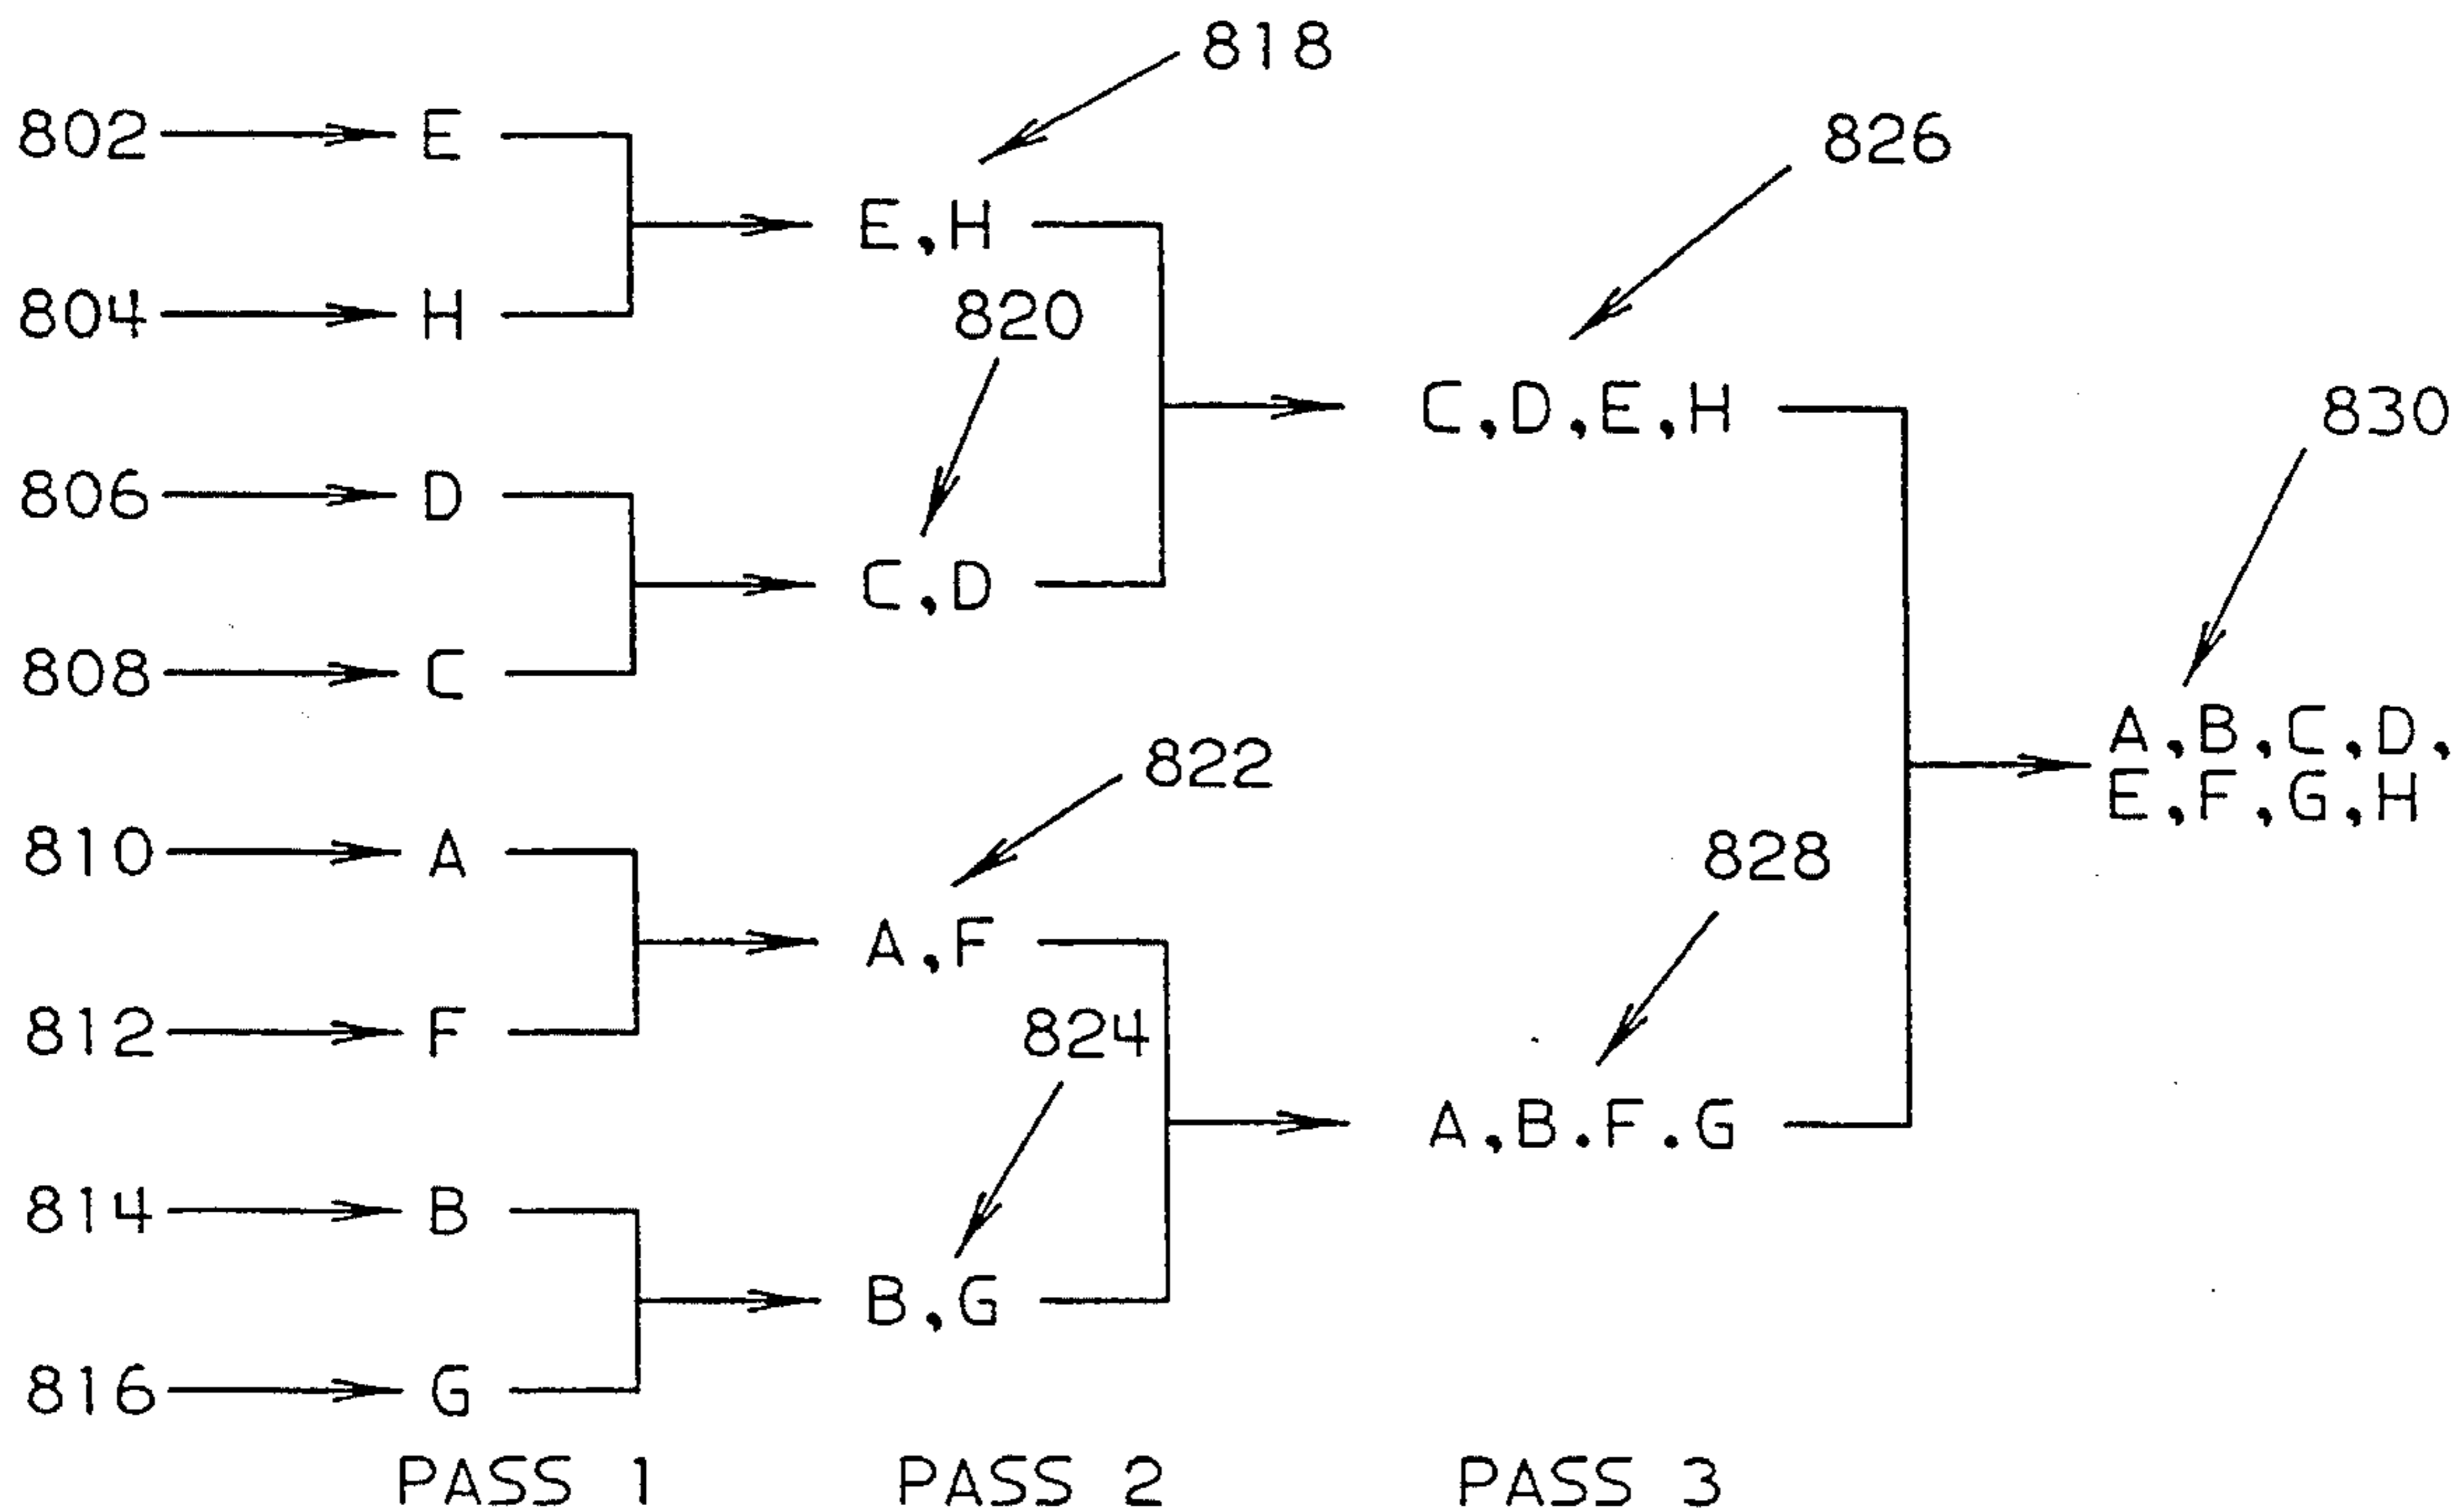 818
802 E
826
E,H
804 H
820
C,D,E,H
830
806 D
C,D
808 C
A,B,C,D,
E,F,G,H
822
810 A
828
A,F
812 F
824
A,B.F.G
814 B
B,G
816 G
PASS 1 PASS 2 PASS 3